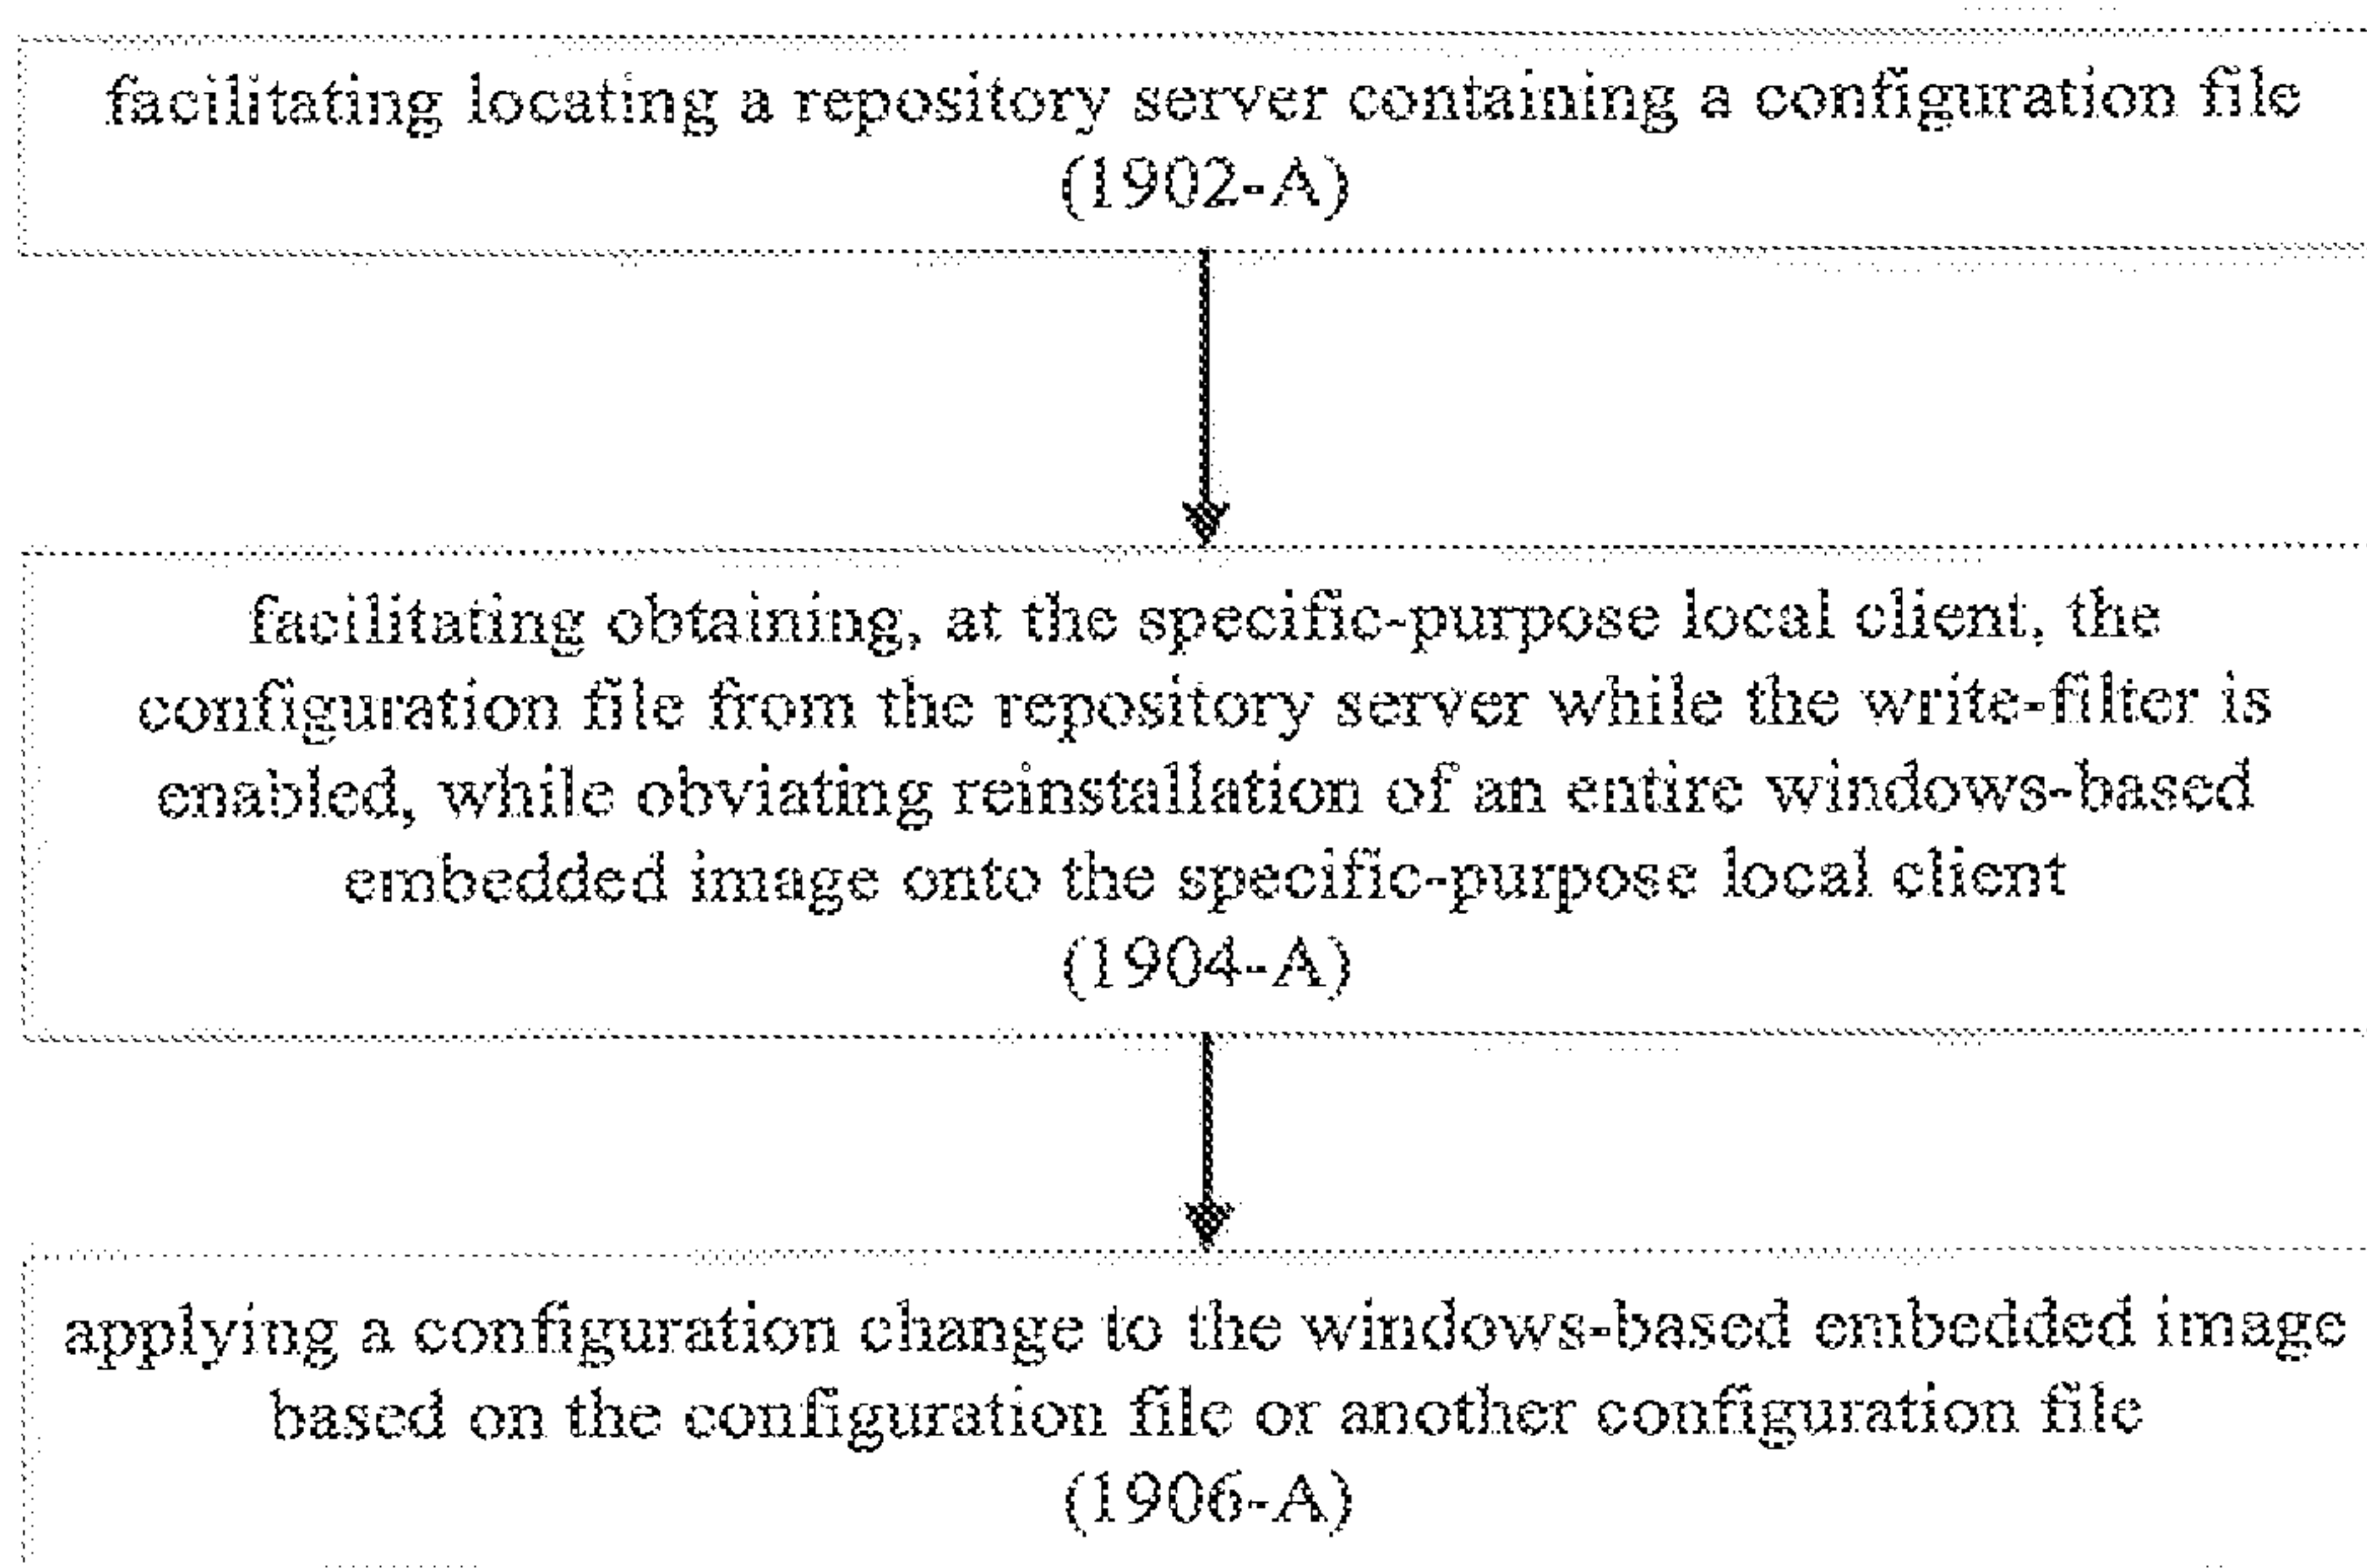 facilitating locating a repository server containing a configuration file
(1902-A)
facilitating obtaining, at the specific-purpose local client, the
configuration file from the repository server while the write-filter is
enabled, while obviating reinstallation of an entire windows-based
embedded image onto the specific-purpose local client
(1904-A)
applying a configuration change to the windows-based embedded image
based on the configuration file or another configuration file
(1906-A)